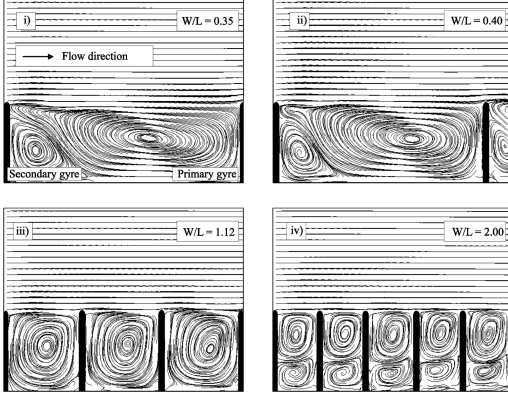 i)
W/L = 0.35
Flow direction
Secondary gyre
Primary gyre
ii)
W/L = 0.40
iii)
W/L = 1.12
iv)
W/L = 2.00